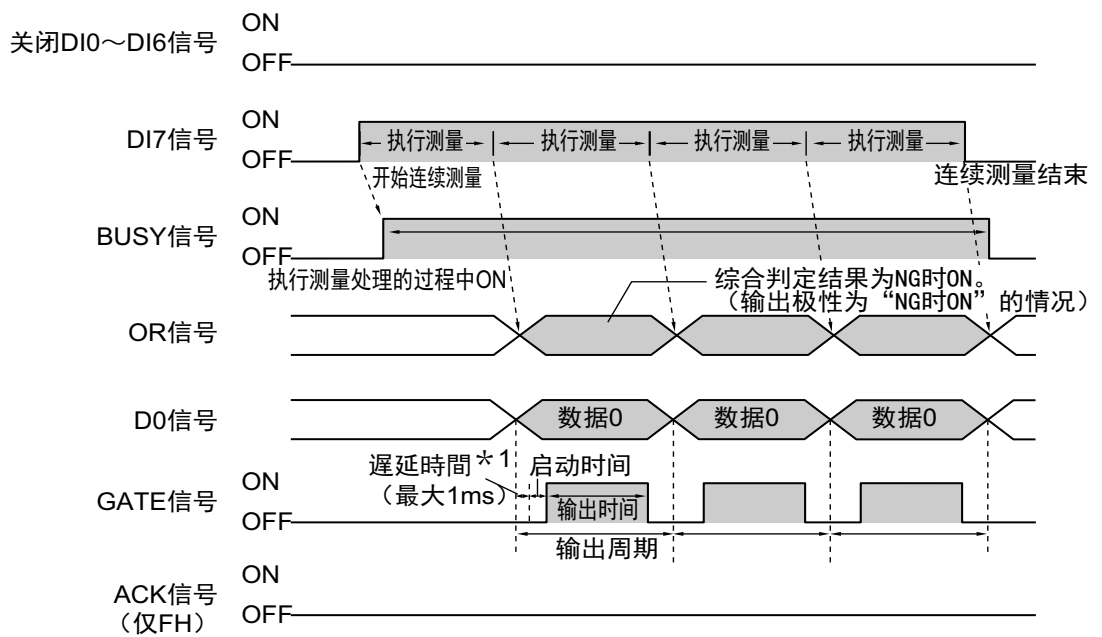 关闭DI0～DI6信号
ON
OFF
DI7信号
ON
OFF
执行测量
执行测量
执行测量
执行测量
开始连续测量
连续测量结束
BUSY信号
ON
OFF
执行测量处理的过程中ON
综合判定结果为NG时ON。
（输出极性为“NG时ON”的情况）
OR信号
D0信号
数据0
数据0
数据0
遅延時間＊1
（最大1ms）
启动时间
GATE信号
ON
OFF
输出时间
输出周期
ACK信号
（仅FH）
ON
OFF